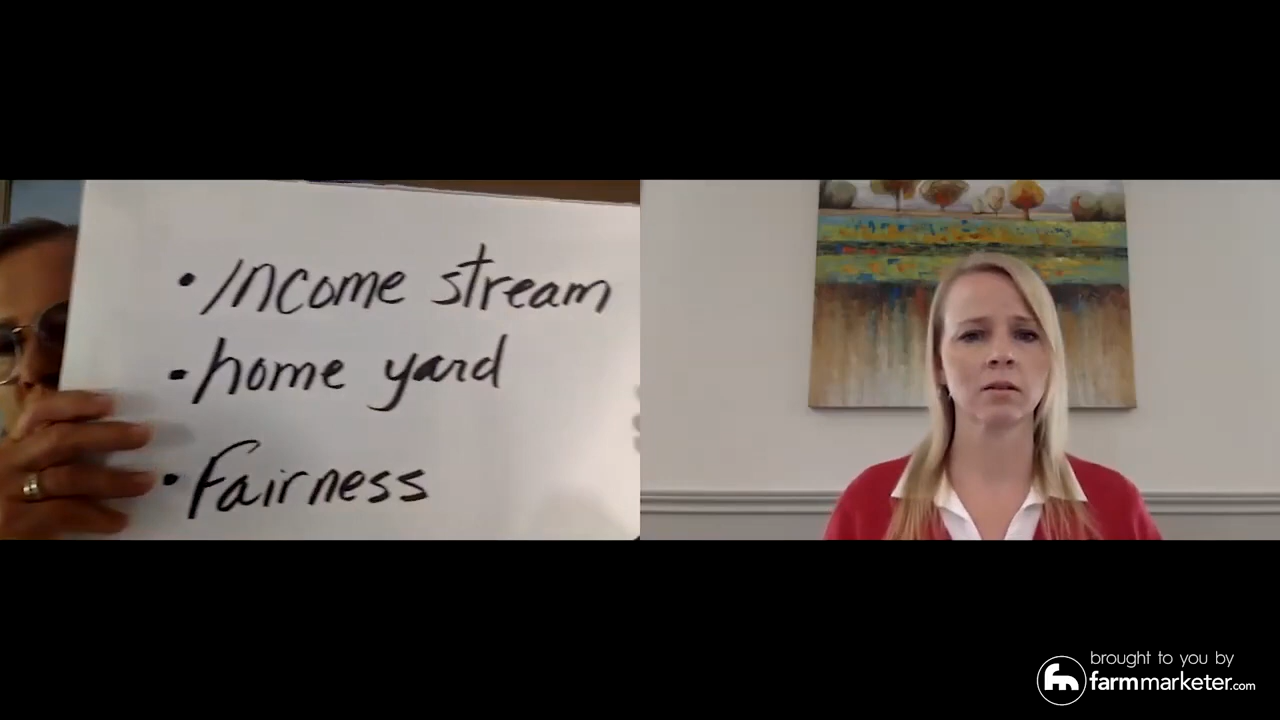 • Income stream
• home yard
• Fairness
brought to you by
farmmarketer.com